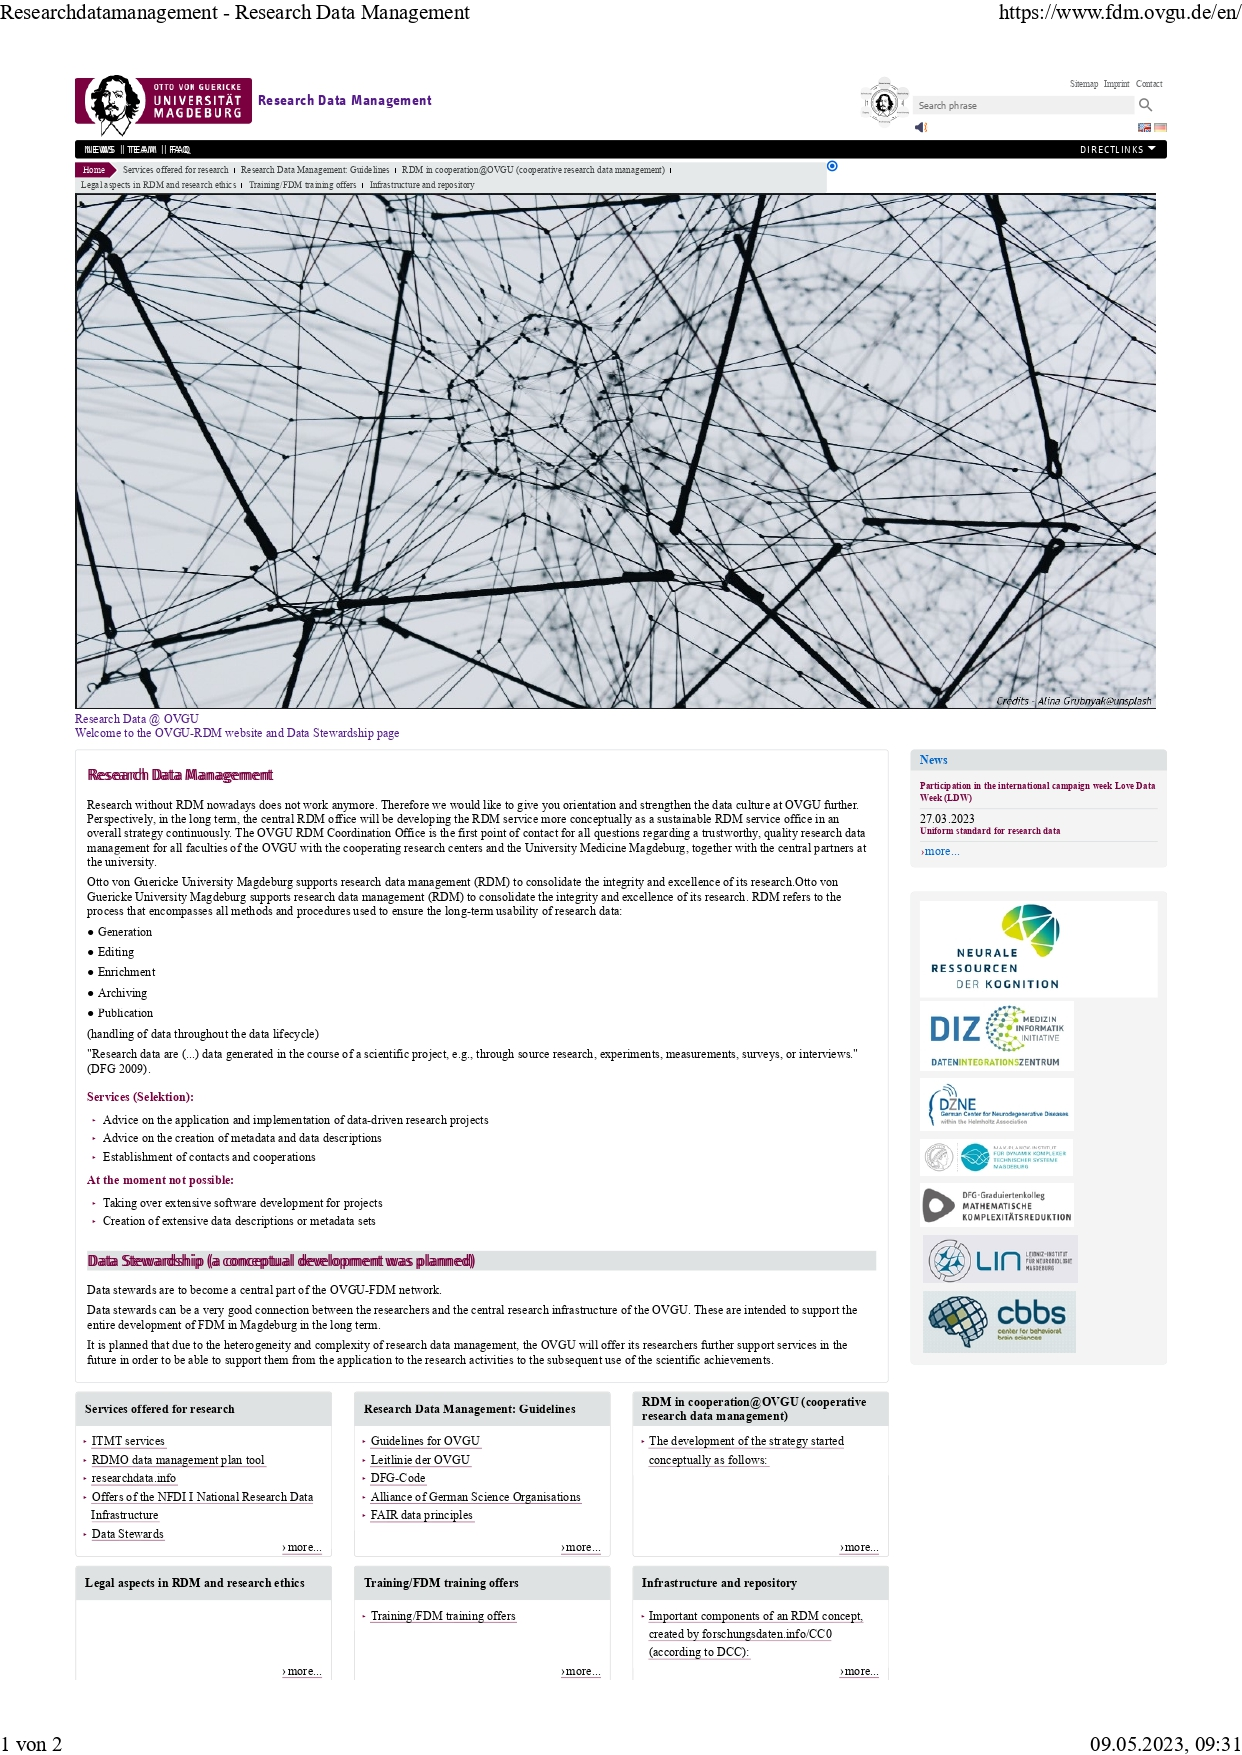 Researchdatamanagement - Research Data Management
https://www.fdm.ovgu.de/en/
OTTO VON GUERICKE
UNIVERSITÄT
MAGDEBURG
Research Data Management
Sitemap Imprint Contact
Search phrase
NEWS || TEAM || FAQ
DIRECTLINKS
Home
Services offered for research
Research Data Management: Guidelines
RDM in cooperation@OVGU (cooperative research data management)
Legal aspects in RDM and research ethics
Training/FDM training offers
Infrastructure and repository
Credits - Alina Grubnyak@unsplash
Research Data @ OVGU
Welcome to the OVGU-RDM website and Data Stewardship page
Research Data Management
Research without RDM nowadays does not work anymore. Therefore we would like to give you orientation and strengthen the data culture at OVGU further.
Perspectively, in the long term, the central RDM office will be developing the RDM service more conceptually as a sustainable RDM service office in an
overall strategy continuously. The OVGU RDM Coordination Office is the first point of contact for all questions regarding a trustworthy, quality research data
management for all faculties of the OVGU with the cooperating research centers and the University Medicine Magdeburg, together with the central partners at
the university.
Otto von Guericke University Magdeburg supports research data management (RDM) to consolidate the integrity and excellence of its research.Otto von
Guericke University Magdeburg supports research data management (RDM) to consolidate the integrity and excellence of its research. RDM refers to the
process that encompasses all methods and procedures used to ensure the long-term usability of research data:
● Generation
● Editing
● Enrichment
● Archiving
● Publication
(handling of data throughout the data lifecycle)
"Research data are (...) data generated in the course of a scientific project, e.g., through source research, experiments, measurements, surveys, or interviews."
(DFG 2009).
Services (Selektion):
Advice on the application and implementation of data-driven research projects
Advice on the creation of metadata and data descriptions
Establishment of contacts and cooperations
At the moment not possible:
Taking over extensive software development for projects
Creation of extensive data descriptions or metadata sets
Data Stewardship (a conceptual development was planned)
Data stewards are to become a central part of the OVGU-FDM network.
Data stewards can be a very good connection between the researchers and the central research infrastructure of the OVGU. These are intended to support the
entire development of FDM in Magdeburg in the long term.
It is planned that due to the heterogeneity and complexity of research data management, the OVGU will offer its researchers further support services in the
future in order to be able to support them from the application to the research activities to the subsequent use of the scientific achievements.
News
Participation in the international campaign week Love Data
Week (LDW)
27.03.2023
Uniform standard for research data
›more...
NEURALE
RESSOURCEN
DER KOGNITION
DIZ
MEDIZIN
INFORMATIK
INITIATIVE
DATENINTEGRATIONSZENTRUM
DZNE
German Center for Neurodegenerative Diseases
within the Helmholtz Association
MAX-PLANCK-INSTITUT
FÜR DYNAMIK KOMPLEXER
TECHNISCHER SYSTEME
MAGDEBURG
DFG-Graduiertenkolleg
MATHEMATISCHE
KOMPLEXITÄTSREDUKTION
LIN
LEIBNIZ-INSTITUT
FÜR NEUROBIOLOGIE
MAGDEBURG
cbbs
center for behavioral
brain sciences
Services offered for research
ITMT services
RDMO data management plan tool
researchdata.info
Offers of the NFDI I National Research Data
Infrastructure
Data Stewards
›more...
Research Data Management: Guidelines
Guidelines for OVGU
Leitlinie der OVGU
DFG-Code
Alliance of German Science Organisations
FAIR data principles
›more...
RDM in cooperation@OVGU (cooperative
research data management)
The development of the strategy started
conceptually as follows:
›more...
Legal aspects in RDM and research ethics
›more...
Training/FDM training offers
Training/FDM training offers
›more...
Infrastructure and repository
Important components of an RDM concept,
created by forschungsdaten.info/CC0
(according to DCC):
›more...
1 von 2
09.05.2023, 09:31